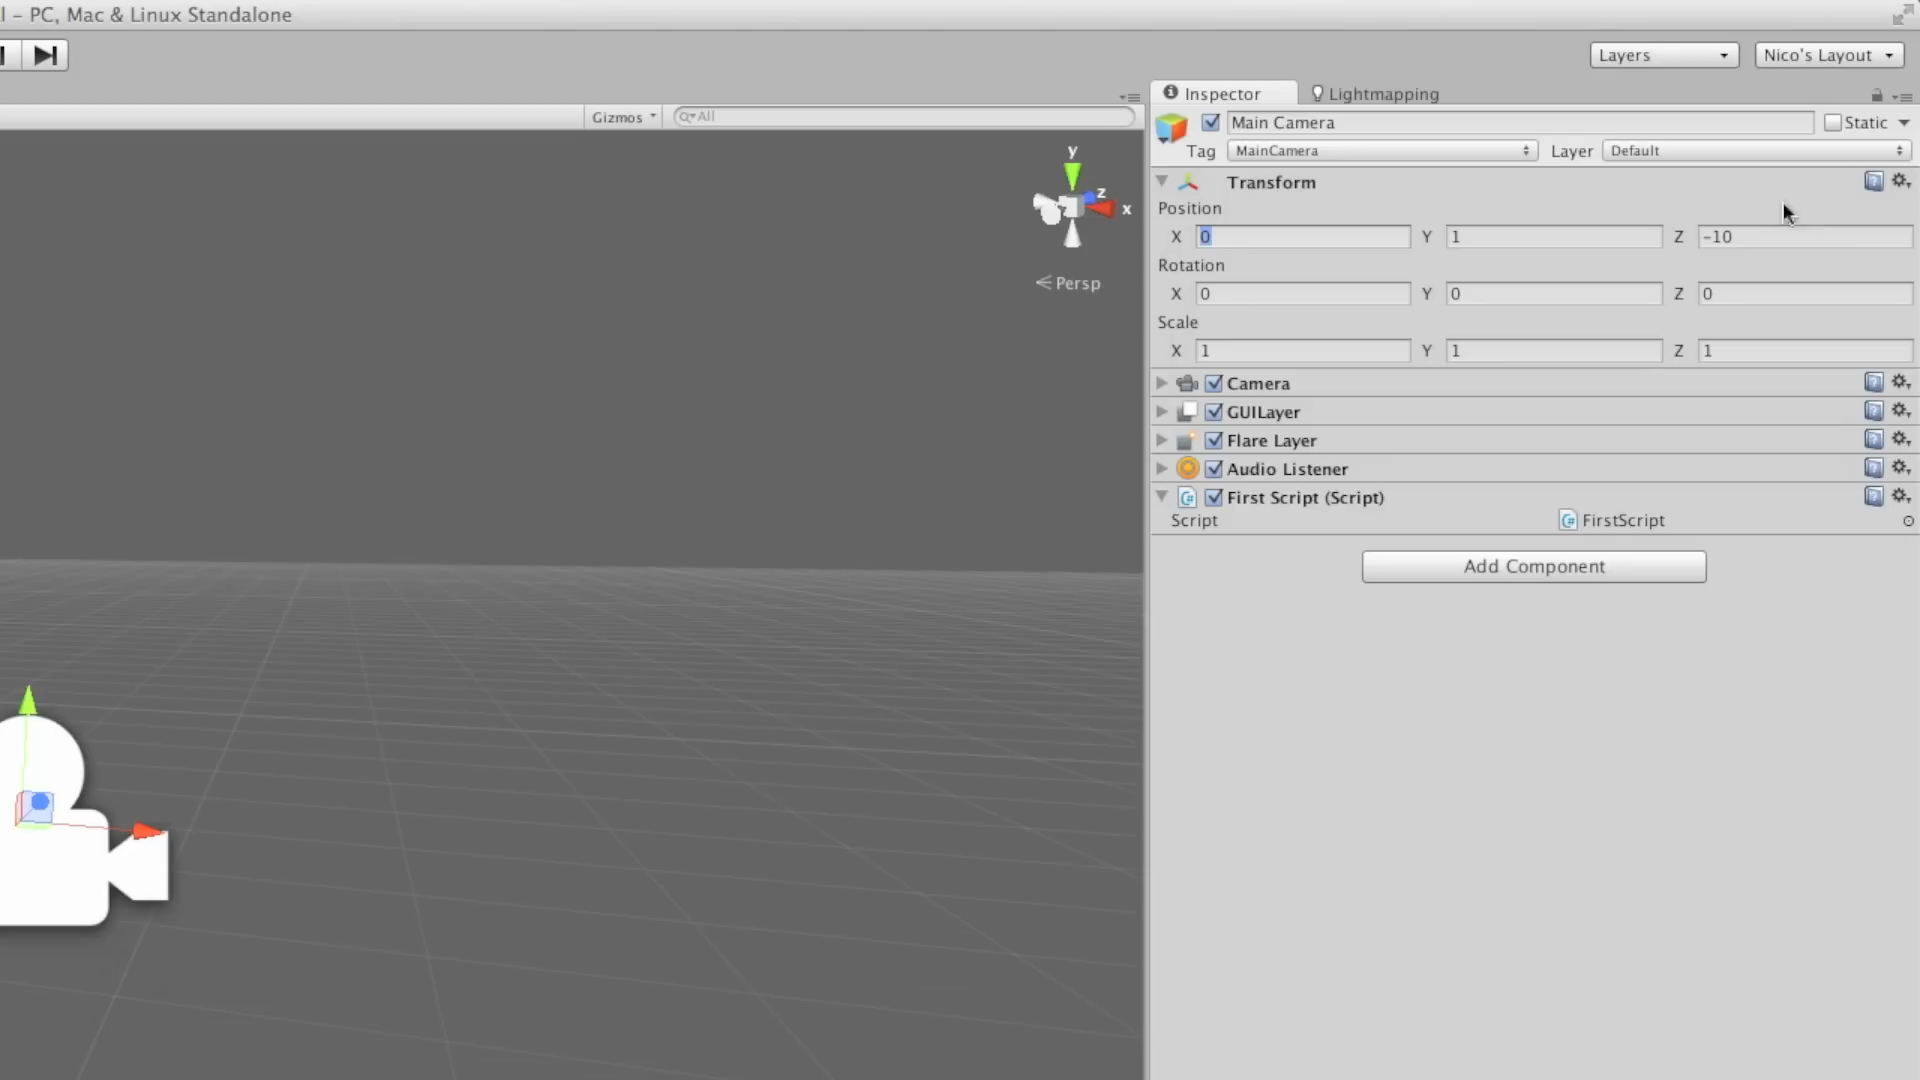 – PC, Mac & Linux Standalone
Layers
Nico's Layout
Inspector
Lightmapping
Gizmos
All
Main Camera
Static
Tag
MainCamera
Layer
Default
y
z
x
Persp
Transform
Position
X 0 Y 1 Z -10
Rotation
X 0 Y 0 Z 0
Scale
X 1 Y 1 Z 1
Camera
GUILayer
Flare Layer
Audio Listener
First Script (Script)
Script
FirstScript
Add Component